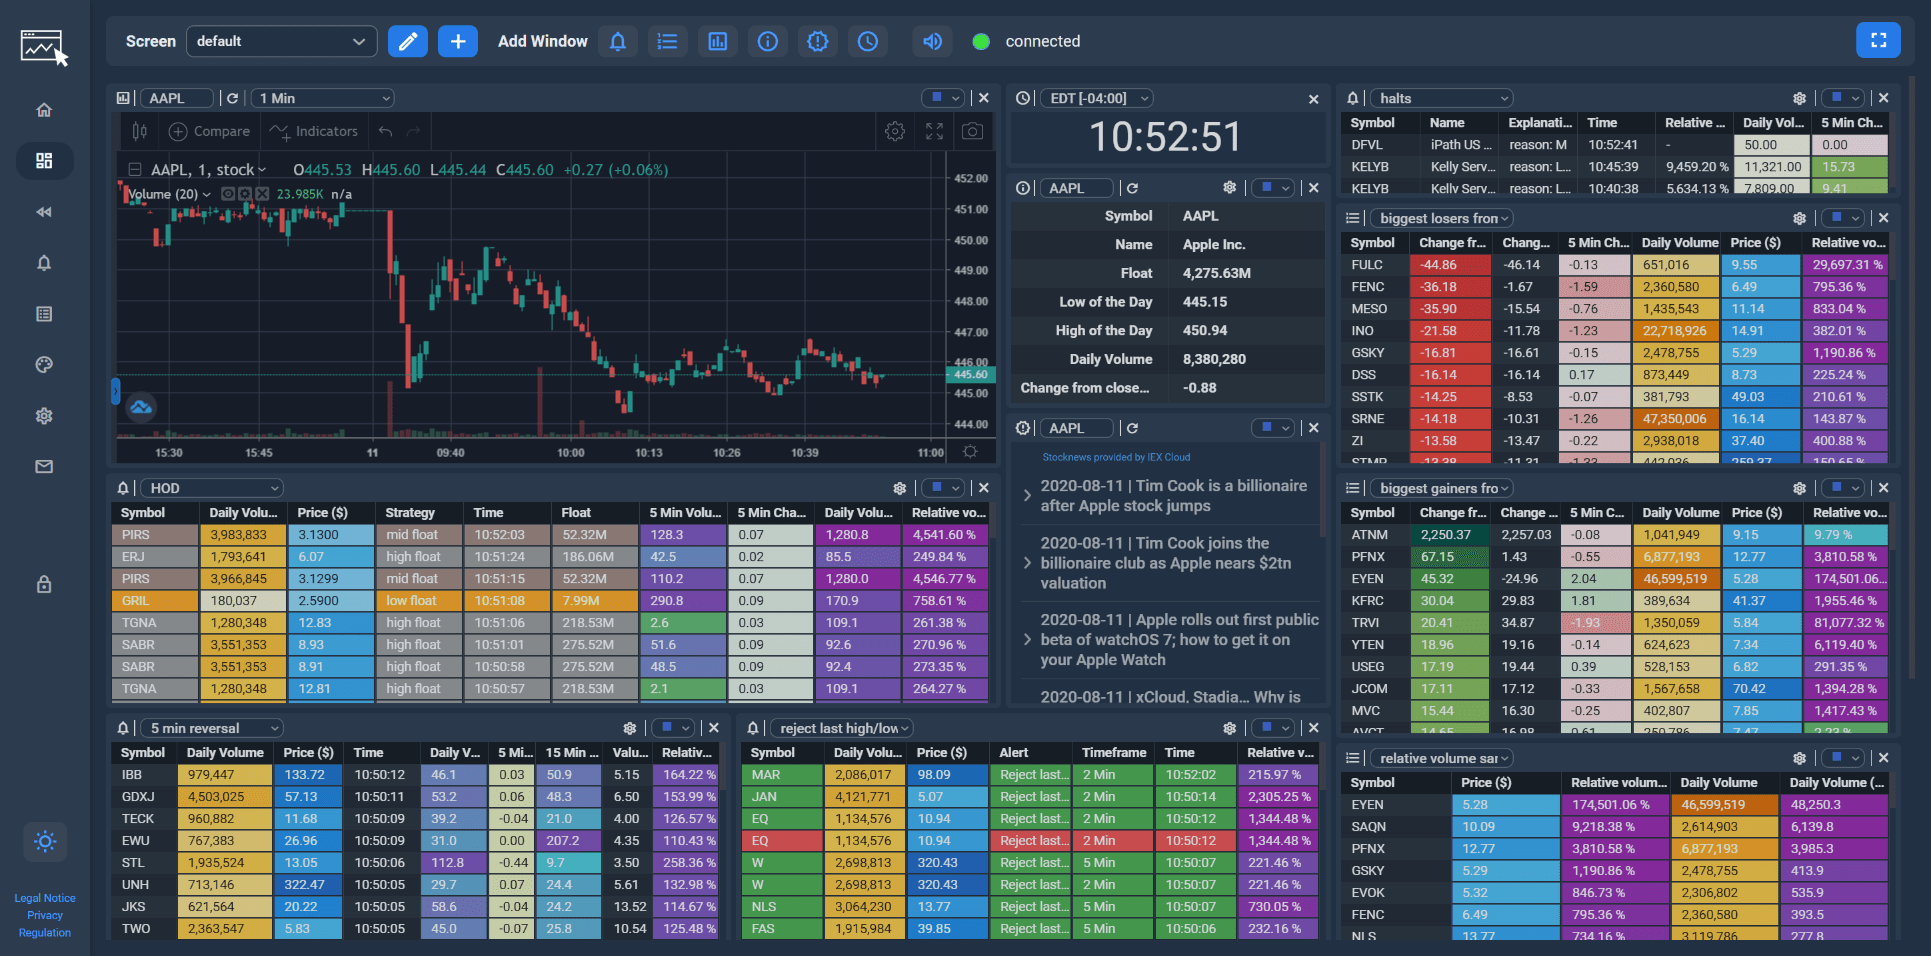 Screen default Add Window connected
AAPL 1 Min
Compare Indicators
AAPL, 1, stock O445.53 H445.60 L445.44 C445.60 +0.27 (+0.06%)
Volume (20) 23.985K n/a
452.00
451.00
450.00
449.00
448.00
447.00
446.00
445.60
445.00
444.00
15:30 15:45 11 09:40 10:00 10:13 10:26 10:39 11:00
EDT [-04:00]
10:52:51
AAPL
Symbol AAPL
Name Apple Inc.
Float 4,275.63M
Low of the Day 445.15
High of the Day 450.94
Daily Volume 8,380,280
Change from close... -0.88
AAPL
Stocknews provided by IEX Cloud
2020-08-11 | Tim Cook is a billionaire
after Apple stock jumps
2020-08-11 | Tim Cook joins the
billionaire club as Apple nears $2tn
valuation
2020-08-11 | Apple rolls out first public
beta of watchOS 7; how to get it on
your Apple Watch
2020-08-11 | xCloud, Stadia... Why is
halts
Symbol Name Explanati... Time Relative ... Daily Vol... 5 Min Ch...
DFVL iPath US ... reason: M 10:52:41 - 50.00 0.00
KELYB Kelly Serv... reason: L... 10:45:39 9,459.20 % 11,321.00 15.73
KELYB Kelly Serv... reason: L... 10:40:38 5,634.13 % 7,809.00 9.41
biggest losers fron
Symbol Change fr... Chang... 5 Min Ch... Daily Volume Price ($) Relative vo...
FULC -44.86 -46.14 -0.13 651,016 9.55 29,697.31 %
FENC -36.18 -1.67 -1.59 2,360,580 6.49 795.36 %
MESO -35.90 -15.54 -0.76 1,435,543 11.14 833.04 %
INO -21.58 -11.78 -1.23 22,718,926 14.91 382.01 %
GSKY -16.81 -16.61 -0.15 2,478,755 5.29 1,190.86 %
DSS -16.14 -16.14 0.17 873,449 8.73 225.24 %
SSTK -14.25 -8.53 -0.07 381,793 49.03 210.61 %
SRNE -14.18 -10.31 -1.26 47,350,006 16.14 143.87 %
ZI -13.58 -13.47 -0.22 2,938,018 37.40 400.88 %
HOD
Symbol Daily Volu... Price ($) Strategy Time Float 5 Min Volu... 5 Min Cha... Daily Volu... Relative vo...
PIRS 3,983,833 3.1300 mid float 10:52:03 52.32M 128.3 0.07 1,280.8 4,541.60 %
ERJ 1,793,641 6.07 high float 10:51:24 186.06M 42.5 0.02 85.5 249.84 %
PIRS 3,966,845 3.1299 mid float 10:51:15 52.32M 110.2 0.07 1,280.0 4,546.77 %
GRIL 180,037 2.5900 low float 10:51:08 7.99M 290.8 0.09 170.9 758.61 %
TGNA 1,280,348 12.83 high float 10:51:06 218.53M 2.6 0.03 109.1 261.38 %
SABR 3,551,353 8.93 high float 10:51:01 275.52M 51.6 0.09 92.6 270.96 %
SABR 3,551,353 8.91 high float 10:50:58 275.52M 48.5 0.09 92.4 273.35 %
TGNA 1,280,348 12.81 high float 10:50:57 218.53M 2.1 0.03 109.1 264.27 %
biggest gainers fro
Symbol Change fr... Change ... 5 Min C... Daily Volume Price ($) Relative vo...
ATNM 2,250.37 2,257.03 -0.08 1,041,949 9.15 9.79 %
PFNX 67.15 1.43 -0.55 6,877,193 12.77 3,810.58 %
EYEN 45.32 -24.96 2.04 46,599,519 5.28 174,501.06...
KFRC 30.04 29.83 1.81 389,634 41.37 1,955.46 %
TRVI 20.41 34.87 -1.93 1,350,059 5.84 81,077.32 %
YTEN 18.96 19.16 -0.14 624,623 7.34 6,119.40 %
USEG 17.19 19.44 0.39 528,153 6.82 291.35 %
JCOM 17.11 17.12 -0.33 1,567,658 70.42 1,394.28 %
MVC 15.44 16.30 -0.25 402,807 7.85 1,417.43 %
5 min reversal
Symbol Daily Volume Price ($) Time Daily V... 5 Mi... 15 Min ... Valu... Relativ...
IBB 979,447 133.72 10:50:12 46.1 0.03 50.9 5.15 164.22 %
GDXJ 4,503,025 57.13 10:50:11 53.2 0.06 48.3 6.50 153.99 %
TECK 960,882 11.68 10:50:09 39.2 -0.04 21.0 4.00 126.57 %
EWU 767,383 26.96 10:50:09 31.0 0.00 207.2 4.35 110.43 %
STL 1,935,524 13.05 10:50:06 112.8 -0.44 9.7 3.50 258.36 %
UNH 713,146 322.47 10:50:05 29.7 0.07 24.4 5.61 132.98 %
JKS 621,564 20.22 10:50:05 58.6 -0.04 24.2 13.52 114.67 %
TWO 2,363,547 5.83 10:50:05 45.0 -0.07 25.8 10.54 125.48 %
reject last high/low
Symbol Daily Volu... Price ($) Alert Timeframe Time Relative v...
MAR 2,086,017 98.09 Reject last... 2 Min 10:52:02 215.97 %
JAN 4,121,771 5.07 Reject last... 2 Min 10:50:14 2,305.25 %
EQ 1,134,576 10.94 Reject last... 2 Min 10:50:12 1,344.48 %
EQ 1,134,576 10.94 Reject last... 2 Min 10:50:12 1,344.48 %
W 2,698,813 320.43 Reject last... 5 Min 10:50:07 221.46 %
W 2,698,813 320.43 Reject last... 2 Min 10:50:07 221.46 %
NLS 3,064,230 13.77 Reject last... 5 Min 10:50:07 730.05 %
FAS 1,915,984 39.85 Reject last... 5 Min 10:50:06 232.16 %
relative volume sar
Symbol Price ($) Relative volum... Daily Volume Daily Volume (...
EYEN 5.28 174,501.06 % 46,599,519 48,250.3
SAQN 10.09 9,218.38 % 2,614,903 6,139.8
PFNX 12.77 3,810.58 % 6,877,193 3,985.3
GSKY 5.29 1,190.86 % 2,478,755 413.9
EVOK 5.32 846.73 % 2,306,802 535.9
FENC 6.49 795.36 % 2,360,580 393.5
NLS 13.77 734.16 % 3,119,786 277.8
Legal Notice
Privacy
Regulation